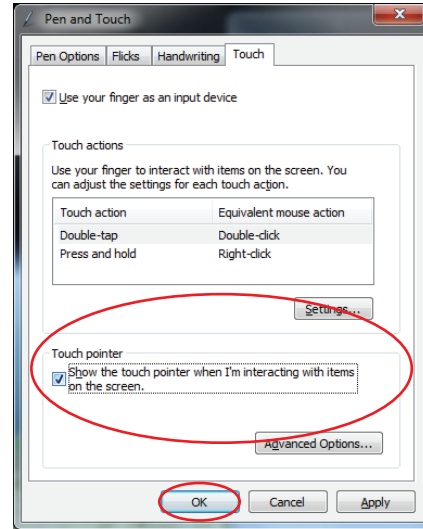 Pen and Touch
Pen Options Flicks Handwriting Touch
Use your finger as an input device
Touch actions
Use your finger to interact with items on the screen. You
can adjust the settings for each touch action.
Touch action Equivalent mouse action
Double-tap Double-click
Press and hold Right-click
Settings...
Touch pointer
Show the touch pointer when I'm interacting with items
on the screen.
Advanced Options...
OK Cancel Apply